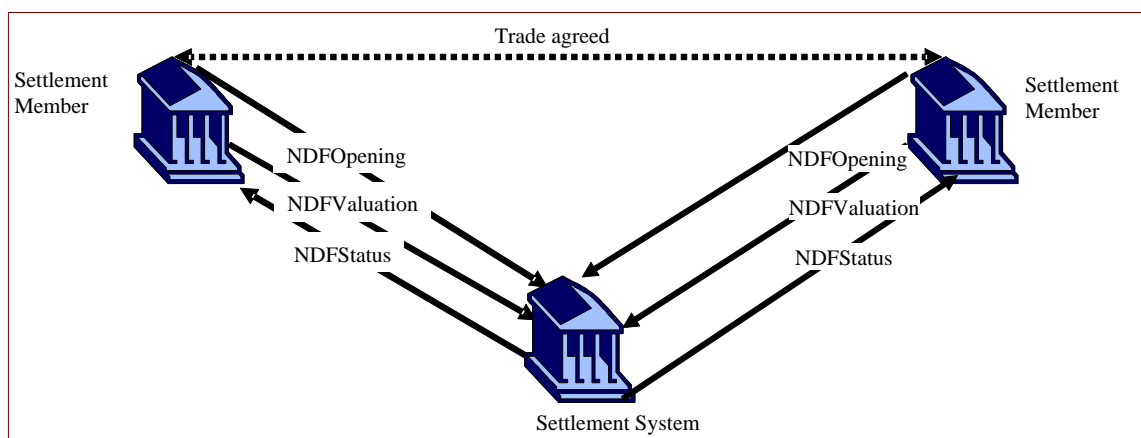 Trade agreed
Settlement
Member
Settlement
Member
NDFOpening
NDFOpening
NDFValuation
NDFValuation
NDFStatus
NDFStatus
Settlement System